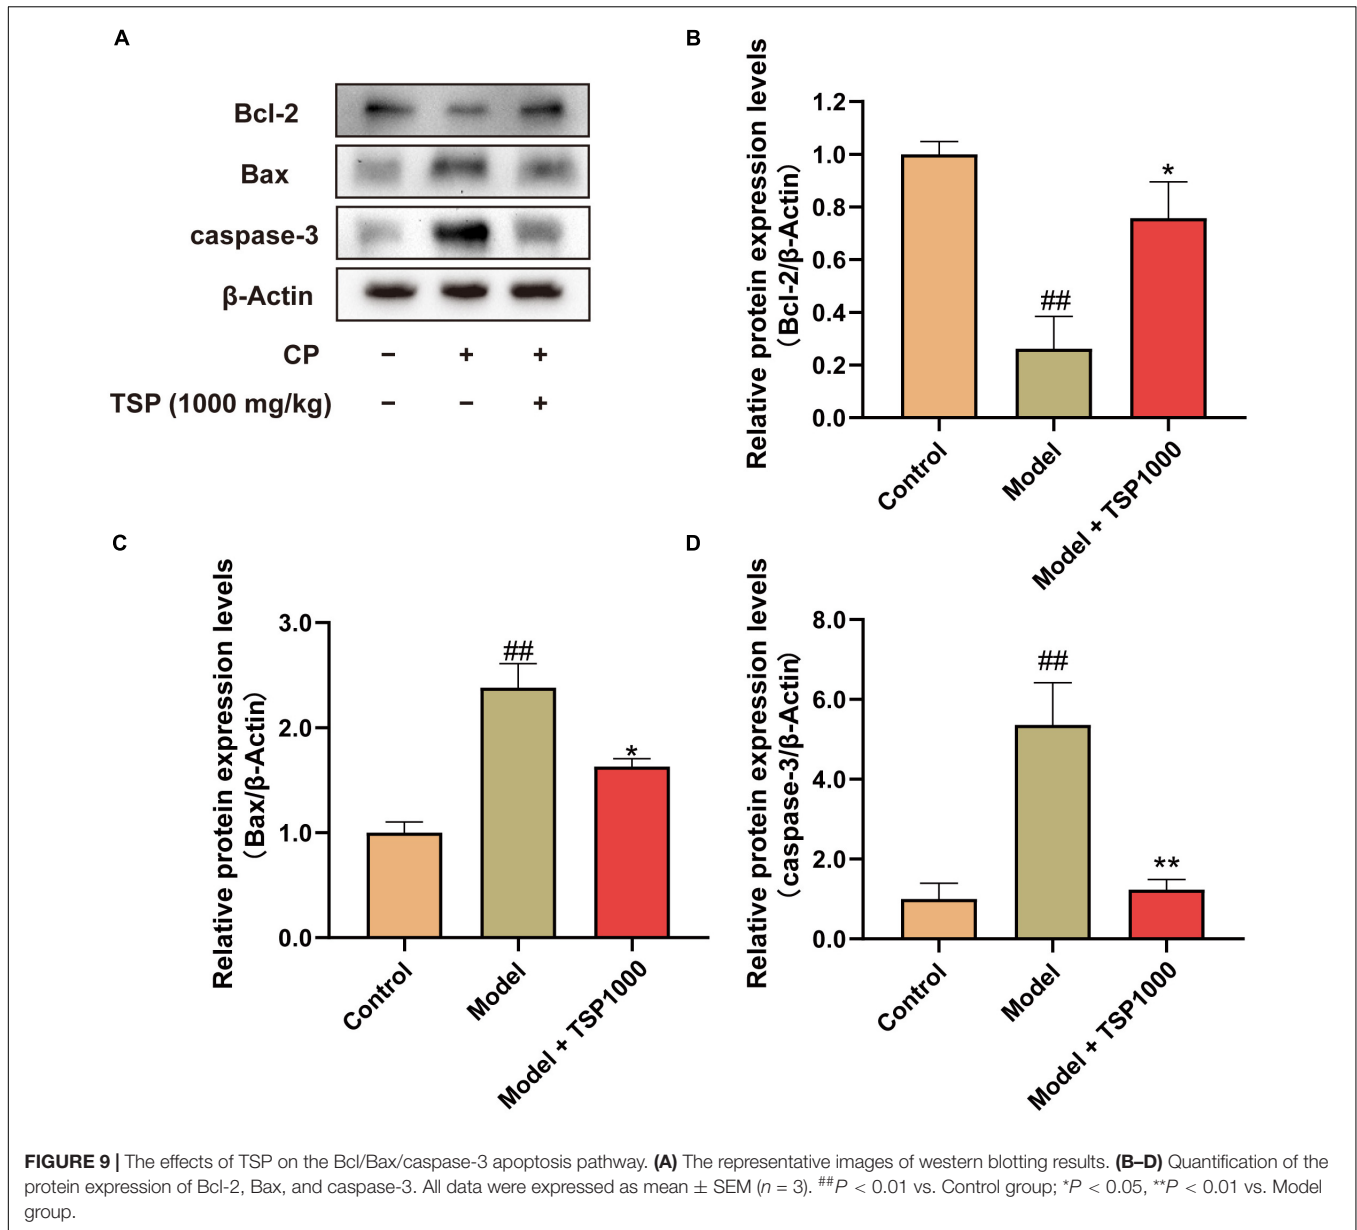 A
Bcl-2
Bax
caspase-3
β-Actin
CP − + +
TSP (1000 mg/kg) − − +
B
Relative protein expression levels
(Bcl-2/β-Actin)
1.2
1.0
0.8
0.6
0.4
0.2
0.0
##
*
Control
Model
Model + TSP1000
C
Relative protein expression levels
(Bax/β-Actin)
3.0
2.0
1.0
0.0
##
*
Control
Model
Model + TSP1000
D
Relative protein expression levels
(caspase-3/β-Actin)
8.0
6.0
4.0
2.0
0.0
##
**
Control
Model
Model + TSP1000
FIGURE 9 | The effects of TSP on the Bcl/Bax/caspase-3 apoptosis pathway. (A) The representative images of western blotting results. (B–D) Quantification of the
protein expression of Bcl-2, Bax, and caspase-3. All data were expressed as mean ± SEM (n = 3). ##P < 0.01 vs. Control group; *P < 0.05, **P < 0.01 vs. Model
group.